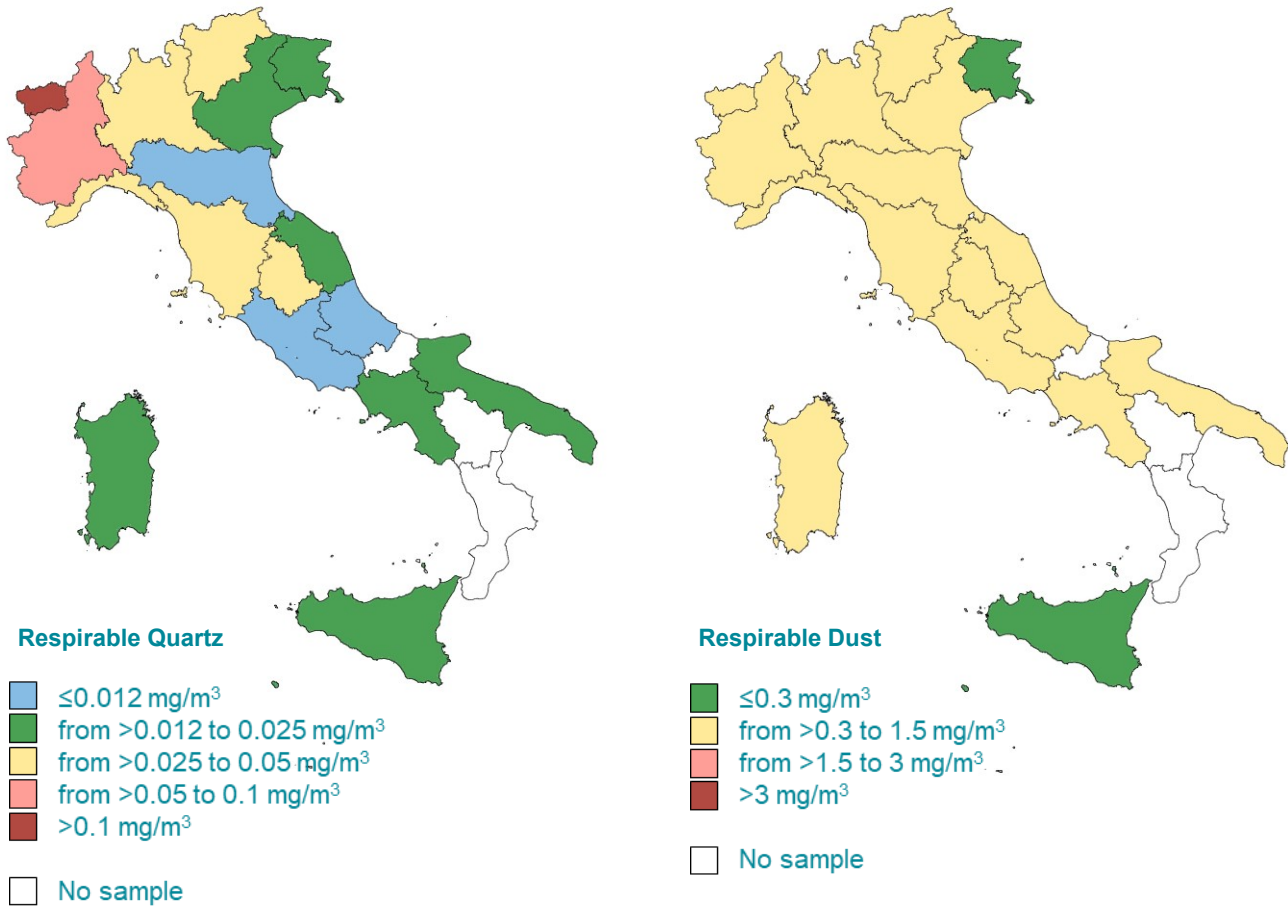 Respirable Quartz
≤0.012 mg/m³
from >0.012 to 0.025 mg/m³
from >0.025 to 0.05 mg/m³
from >0.05 to 0.1 mg/m³
>0.1 mg/m³
No sample
Respirable Dust
≤0.3 mg/m³
from >0.3 to 1.5 mg/m³
from >1.5 to 3 mg/m³
>3 mg/m³
No sample